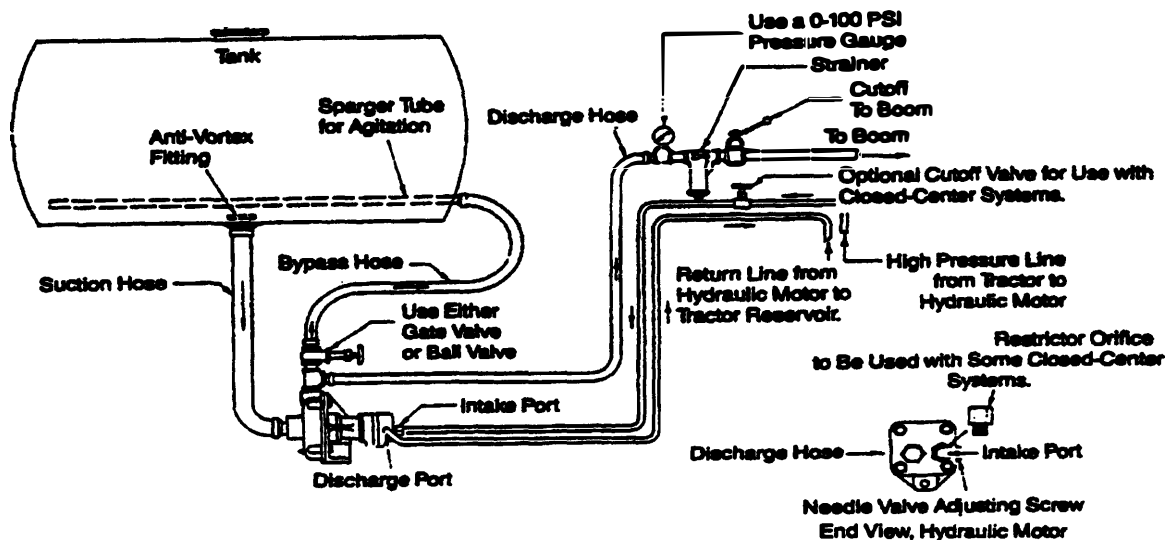 Use a 0-100 PSI
Pressure Gauge
Strainer
Cutoff
To Boom
To Boom
Tank
Sparger Tube
for Agitation
Discharge Hose
Anti-Vortex
Fitting
Optional Cutoff Valve for Use with
Closed-Center Systems.
Suction Hose
Bypass Hose
Return Line from
Hydraulic Motor to
Tractor Reservoir.
High Pressure Line
from Tractor to
Hydraulic Motor
Use Either
Gate Valve
or Ball Valve
Restrictor Orifice
to Be Used with Some Closed-Center
Systems.
Intake Port
Discharge Port
Discharge Hose
Intake Port
Needle Valve Adjusting Screw
End View, Hydraulic Motor